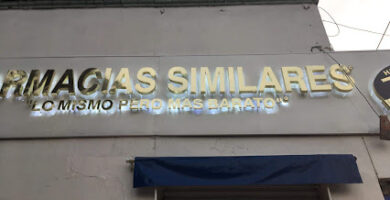 RMACIAS SIMILARES
"LO MISMO PERO MAS BARATO"